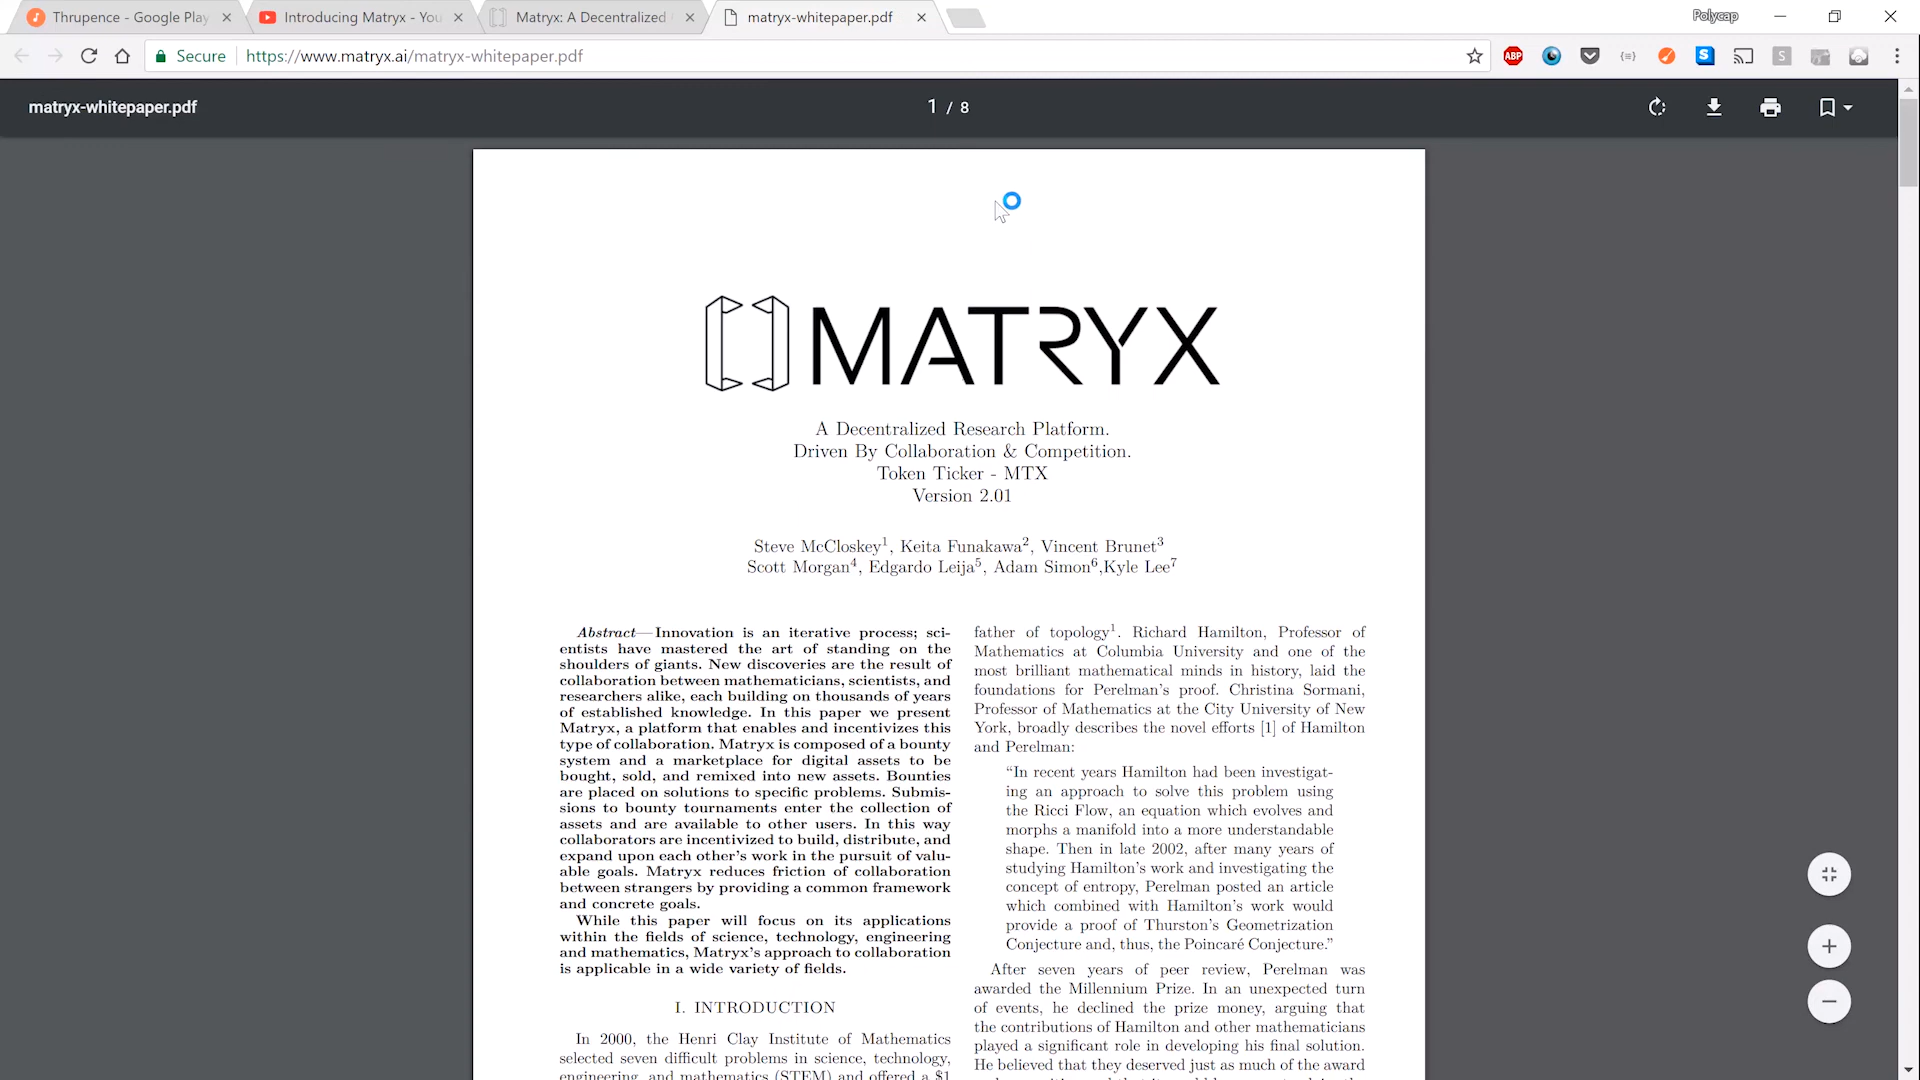 Thrupence - Google Play
Introducing Matryx - You
Matryx: A Decentralized
matryx-whitepaper.pdf
Polycap
Secure
https://www.matryx.ai/matryx-whitepaper.pdf
ABP
S
S
matryx-whitepaper.pdf
1 / 8
MATRYX
A Decentralized Research Platform.
Driven By Collaboration & Competition.
Token Ticker - MTX
Version 2.01
Steve McCloskey1, Keita Funakawa2, Vincent Brunet3
Scott Morgan4, Edgardo Leija5, Adam Simon6,Kyle Lee7
Abstract—Innovation is an iterative process; sci-
entists have mastered the art of standing on the
shoulders of giants. New discoveries are the result of
collaboration between mathematicians, scientists, and
researchers alike, each building on thousands of years
of established knowledge. In this paper we present
Matryx, a platform that enables and incentivizes this
type of collaboration. Matryx is composed of a bounty
system and a marketplace for digital assets to be
bought, sold, and remixed into new assets. Bounties
are placed on solutions to specific problems. Submis-
sions to bounty tournaments enter the collection of
assets and are available to other users. In this way
collaborators are incentivized to build, distribute, and
expand upon each other's work in the pursuit of valu-
able goals. Matryx reduces friction of collaboration
between strangers by providing a common framework
and concrete goals.
While this paper will focus on its applications
within the fields of science, technology, engineering
and mathematics, Matryx's approach to collaboration
is applicable in a wide variety of fields.
I. INTRODUCTION
In 2000, the Henri Clay Institute of Mathematics
selected seven difficult problems in science, technology,
engineering, and mathematics (STEM) and offered a $1
father of topology1. Richard Hamilton, Professor of
Mathematics at Columbia University and one of the
most brilliant mathematical minds in history, laid the
foundations for Perelman's proof. Christina Sormani,
Professor of Mathematics at the City University of New
York, broadly describes the novel efforts [1] of Hamilton
and Perelman:
“In recent years Hamilton had been investigat-
ing an approach to solve this problem using
the Ricci Flow, an equation which evolves and
morphs a manifold into a more understandable
shape. Then in late 2002, after many years of
studying Hamilton's work and investigating the
concept of entropy, Perelman posted an article
which combined with Hamilton's work would
provide a proof of Thurston's Geometrization
Conjecture and, thus, the Poincaré Conjecture.”
After seven years of peer review, Perelman was
awarded the Millennium Prize. In an unexpected turn
of events, he declined the prize money, arguing that
the contributions of Hamilton and other mathematicians
played a significant role in developing his final solution.
He believed that they deserved just as much of the award